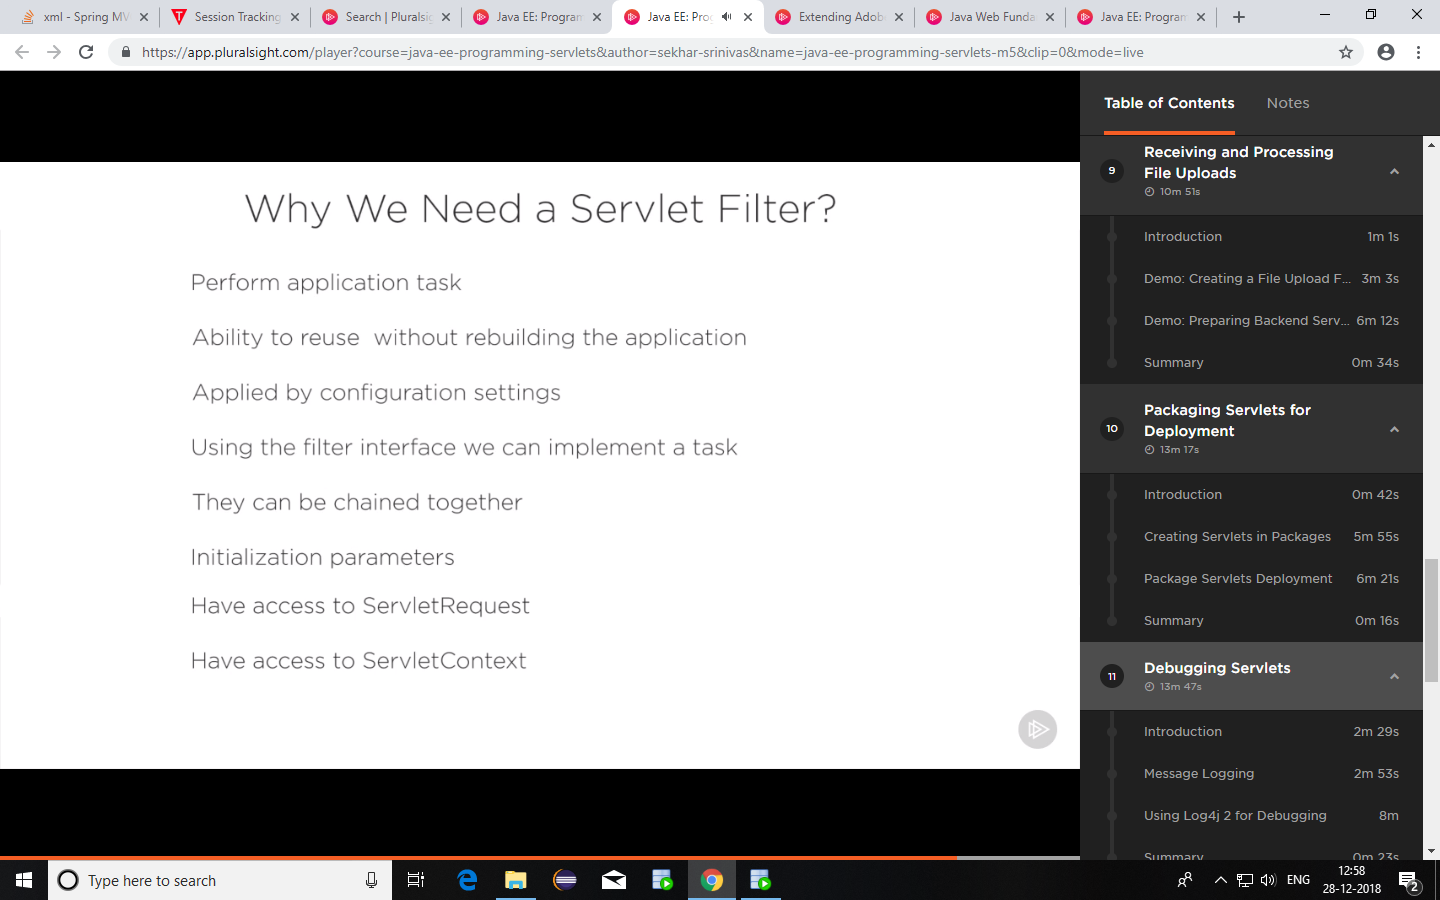 xml - Spring MV
Session Tracking
Search | Pluralsig
Java EE: Program
Java EE: Prog
Extending Adob
Java Web Funda
Java EE: Program
https://app.pluralsight.com/player?course=java-ee-programming-servlets&author=sekhar-srinivas&name=java-ee-programming-servlets-m5&clip=0&mode=live
Why We Need a Servlet Filter?
Perform application task
Ability to reuse without rebuilding the application
Applied by configuration settings
Using the filter interface we can implement a task
They can be chained together
Initialization parameters
Have access to ServletRequest
Have access to ServletContext
Table of Contents
Notes
9
Receiving and Processing
File Uploads
10m 51s
Introduction 1m 1s
Demo: Creating a File Upload F... 3m 3s
Demo: Preparing Backend Serv... 6m 12s
Summary 0m 34s
10
Packaging Servlets for
Deployment
13m 17s
Introduction 0m 42s
Creating Servlets in Packages 5m 55s
Package Servlets Deployment 6m 21s
Summary 0m 16s
11
Debugging Servlets
13m 47s
Introduction 2m 29s
Message Logging 2m 53s
Using Log4j 2 for Debugging 8m
Summary 0m 23s
Type here to search
ENG
12:58
28-12-2018
2